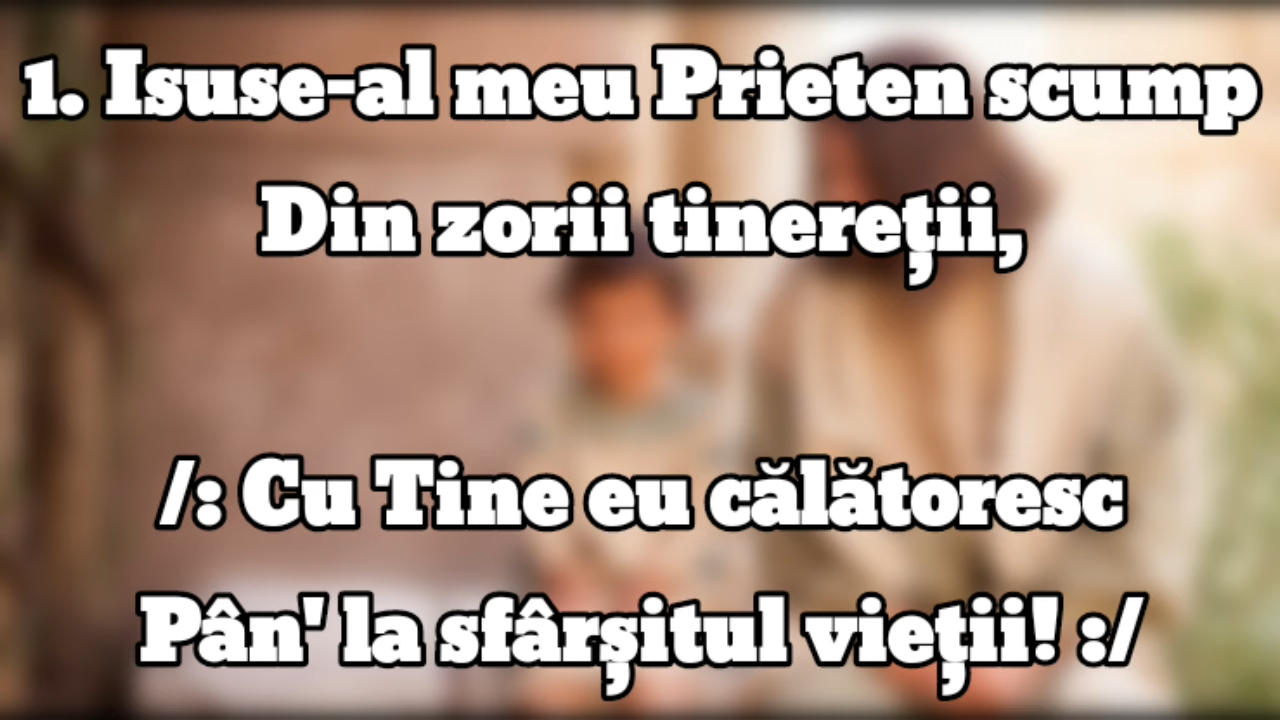 1. Isuse-al meu Prieten scump
Din zorii tinereții,
/: Cu Tine eu călătoresc
Pân' la sfârșitul vieții! :/